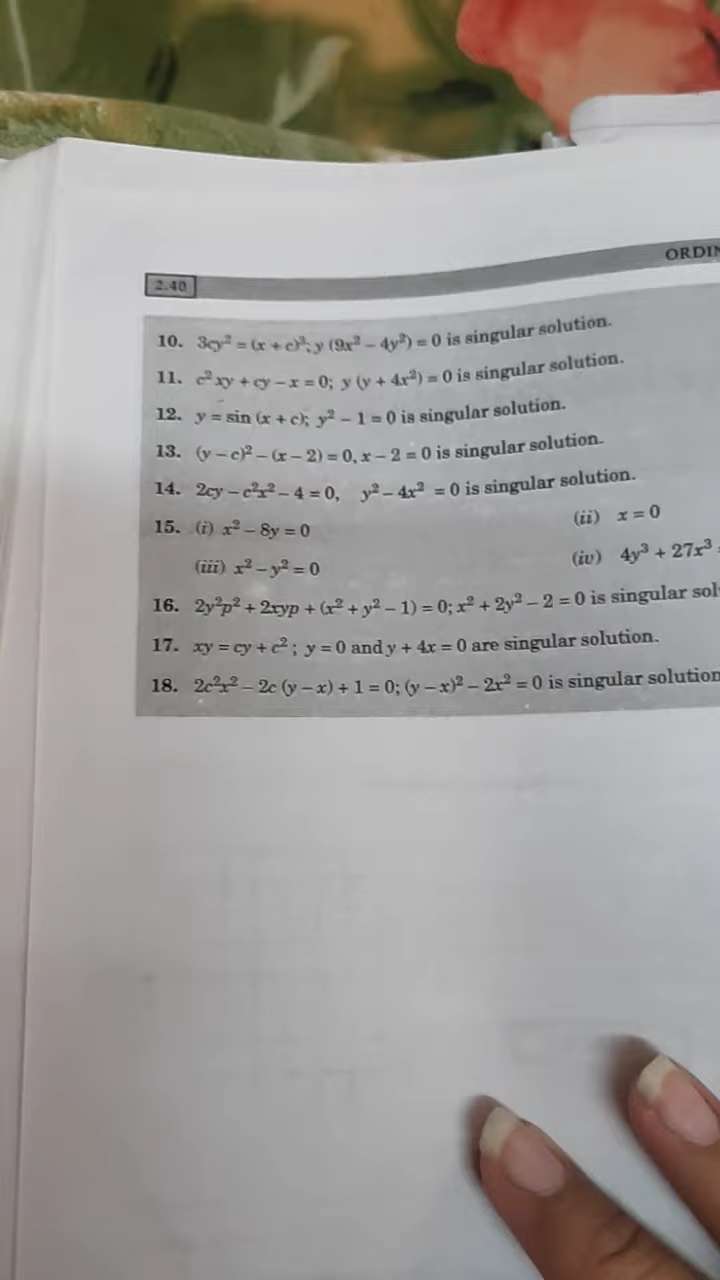 ORDIN
2.40
10. 3cy² = (x + c)³; y (9x² – 4y²) = 0 is singular solution.
11. c² xy + cy – x = 0; y (y + 4x²) = 0 is singular solution.
12. y = sin (x + c); y² – 1 = 0 is singular solution.
13. (y – c)² – (x – 2) = 0, x – 2 = 0 is singular solution.
14. 2cy – c²x² – 4 = 0, y² – 4x² = 0 is singular solution.
15. (i) x² – 8y = 0 (ii) x = 0
(iii) x² – y² = 0 (iv) 4y³ + 27x³
16. 2y²p² + 2xyp + (x² + y² – 1) = 0; x² + 2y² – 2 = 0 is singular sol
17. xy = cy + c² ; y = 0 and y + 4x = 0 are singular solution.
18. 2c²x² – 2c (y – x) + 1 = 0; (y – x)² – 2x² = 0 is singular solution